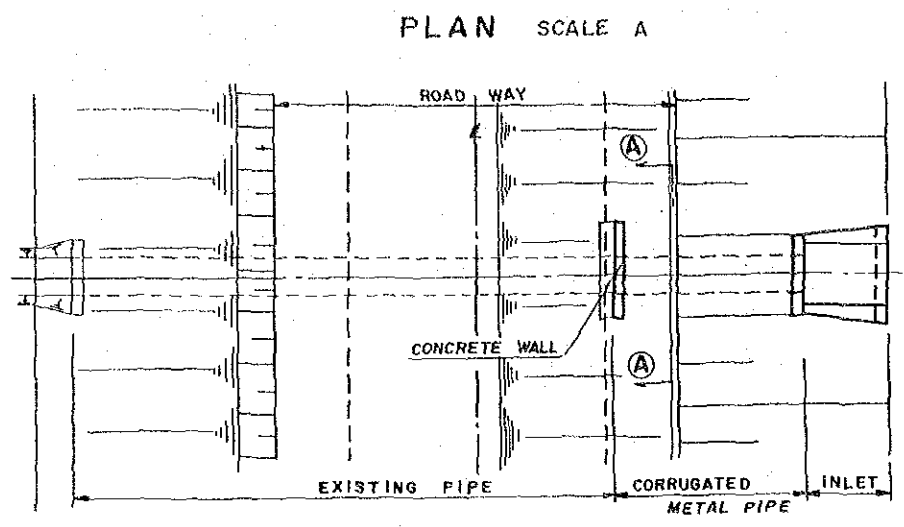 PLAN SCALE A
ROAD WAY
A
CONCRETE WALL
A
EXISTING PIPE CORRUGATED INLET
METAL PIPE